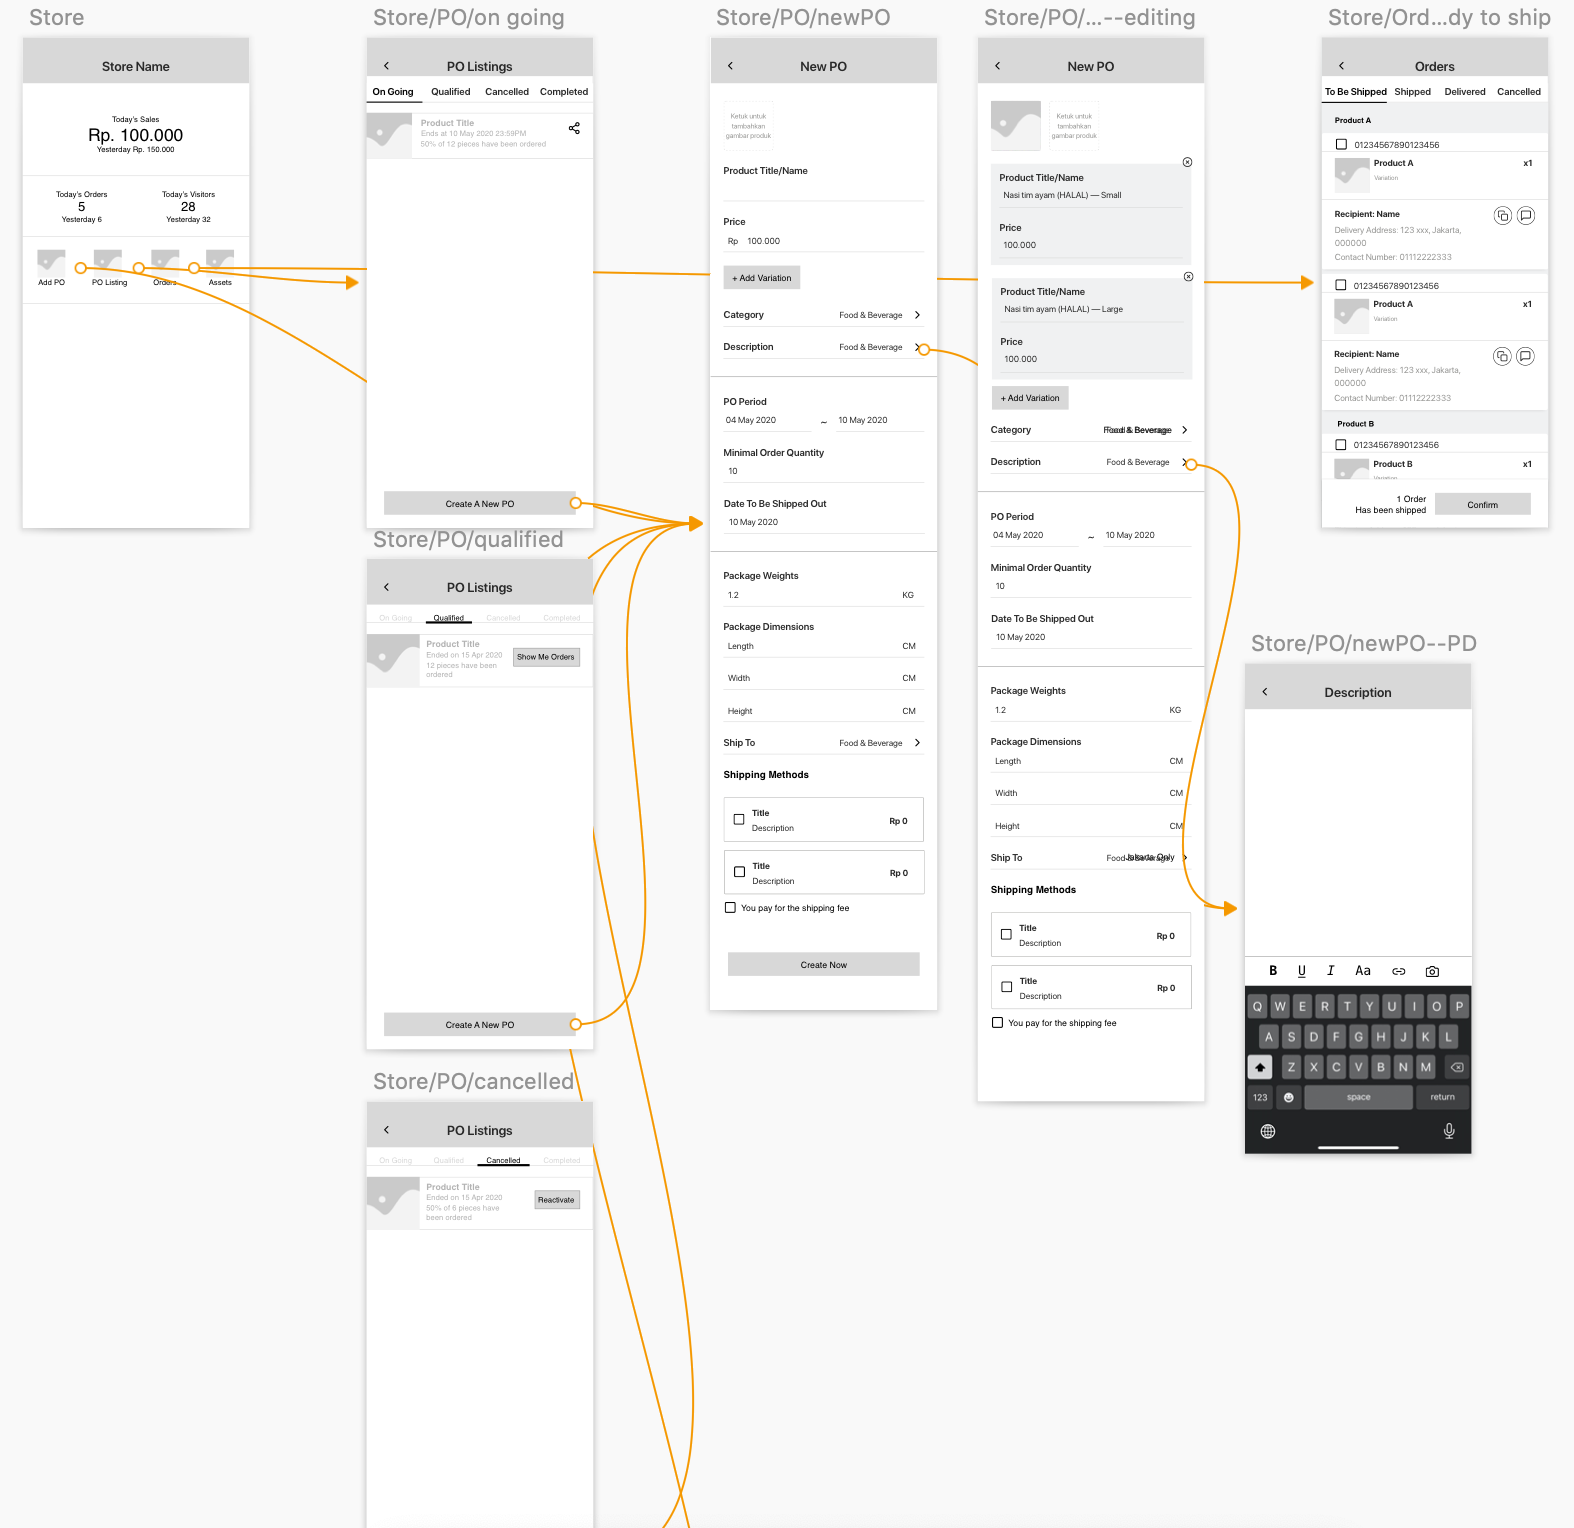 Store
Store Name
Today's Sales
Rp. 100.000
Yesterday Rp. 150.000
Today's Orders
5
Yesterday 6
Today's Visitors
28
Yesterday 32
Add PO
PO Listing
Orders
Assets
Store/PO/on going
PO Listings
On Going
Qualified
Cancelled
Completed
Product Title
Ends at 10 May 2020 23:59PM
50% of 12 pieces have been ordered
Create A New PO
Store/PO/qualified
PO Listings
On Going
Qualified
Cancelled
Completed
Product Title
Ended on 15 Apr 2020
12 pieces have been
ordered
Show Me Orders
Create A New PO
Store/PO/cancelled
PO Listings
On Going
Qualified
Cancelled
Completed
Product Title
Ended on 15 Apr 2020
50% of 6 pieces have
been ordered
Reactivate
Store/PO/newPO
New PO
Ketuk untuk
tambahkan
gambar produk
Product Title/Name
Price
Rp 100.000
+ Add Variation
Category Food & Beverage
Description Food & Beverage
PO Period
04 May 2020 ~ 10 May 2020
Minimal Order Quantity
10
Date To Be Shipped Out
10 May 2020
Package Weights
1.2 KG
Package Dimensions
Length CM
Width CM
Height CM
Ship To Food & Beverage
Shipping Methods
Title
Description
Rp 0
Title
Description
Rp 0
You pay for the shipping fee
Create Now
Store/PO/...--editing
New PO
Ketuk untuk
tambahkan
gambar produk
Product Title/Name
Nasi tim ayam (HALAL) — Small
Price
100.000
Product Title/Name
Nasi tim ayam (HALAL) — Large
Price
100.000
+ Add Variation
Category Food & Beverage
Description Food & Beverage
PO Period
04 May 2020 ~ 10 May 2020
Minimal Order Quantity
10
Date To Be Shipped Out
10 May 2020
Package Weights
1.2 KG
Package Dimensions
Length CM
Width CM
Height CM
Ship To Food & Beverage Jakarta Only
Shipping Methods
Title
Description
Rp 0
Title
Description
Rp 0
You pay for the shipping fee
Store/Ord...dy to ship
Orders
To Be Shipped
Shipped
Delivered
Cancelled
Product A
01234567890123456
Product A x1
Variation
Recipient: Name
Delivery Address: 123 xxx, Jakarta,
000000
Contact Number: 01112222333
01234567890123456
Product A x1
Variation
Recipient: Name
Delivery Address: 123 xxx, Jakarta,
000000
Contact Number: 01112222333
Product B
01234567890123456
Product B x1
Variation
1 Order
Has been shipped
Confirm
Store/PO/newPO--PD
Description
B U I Aa
Q W E R T Y U I O P
A S D F G H J K L
Z X C V B N M
123 space return